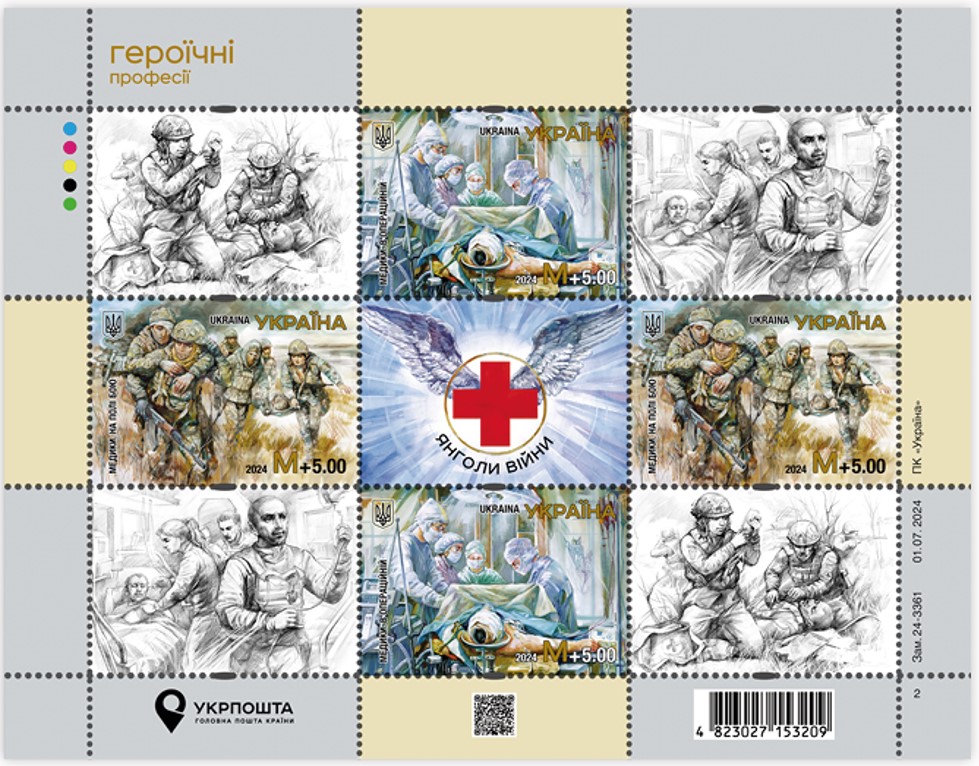 героїчні
професії
UKRAINA УКРАЇНА
МЕДИКИ В ОПЕРАЦІЙНІЙ
2024 М+5.00
UKRAINA УКРАЇНА
МЕДИКИ НА ПОЛІ БОЮ
2024 М+5.00
ЯНГОЛИ ВІЙНИ
UKRAINA УКРАЇНА
МЕДИКИ НА ПОЛІ БОЮ
2024 М+5.00
ПК «Україна»
UKRAINA УКРАЇНА
МЕДИКИ В ОПЕРАЦІЙНІЙ
2024 М+5.00
Зам. 24-3361 01.07. 2024
2
УКРПОШТА
ГОЛОВНА ПОШТА КРАЇНИ
4 823027 153209